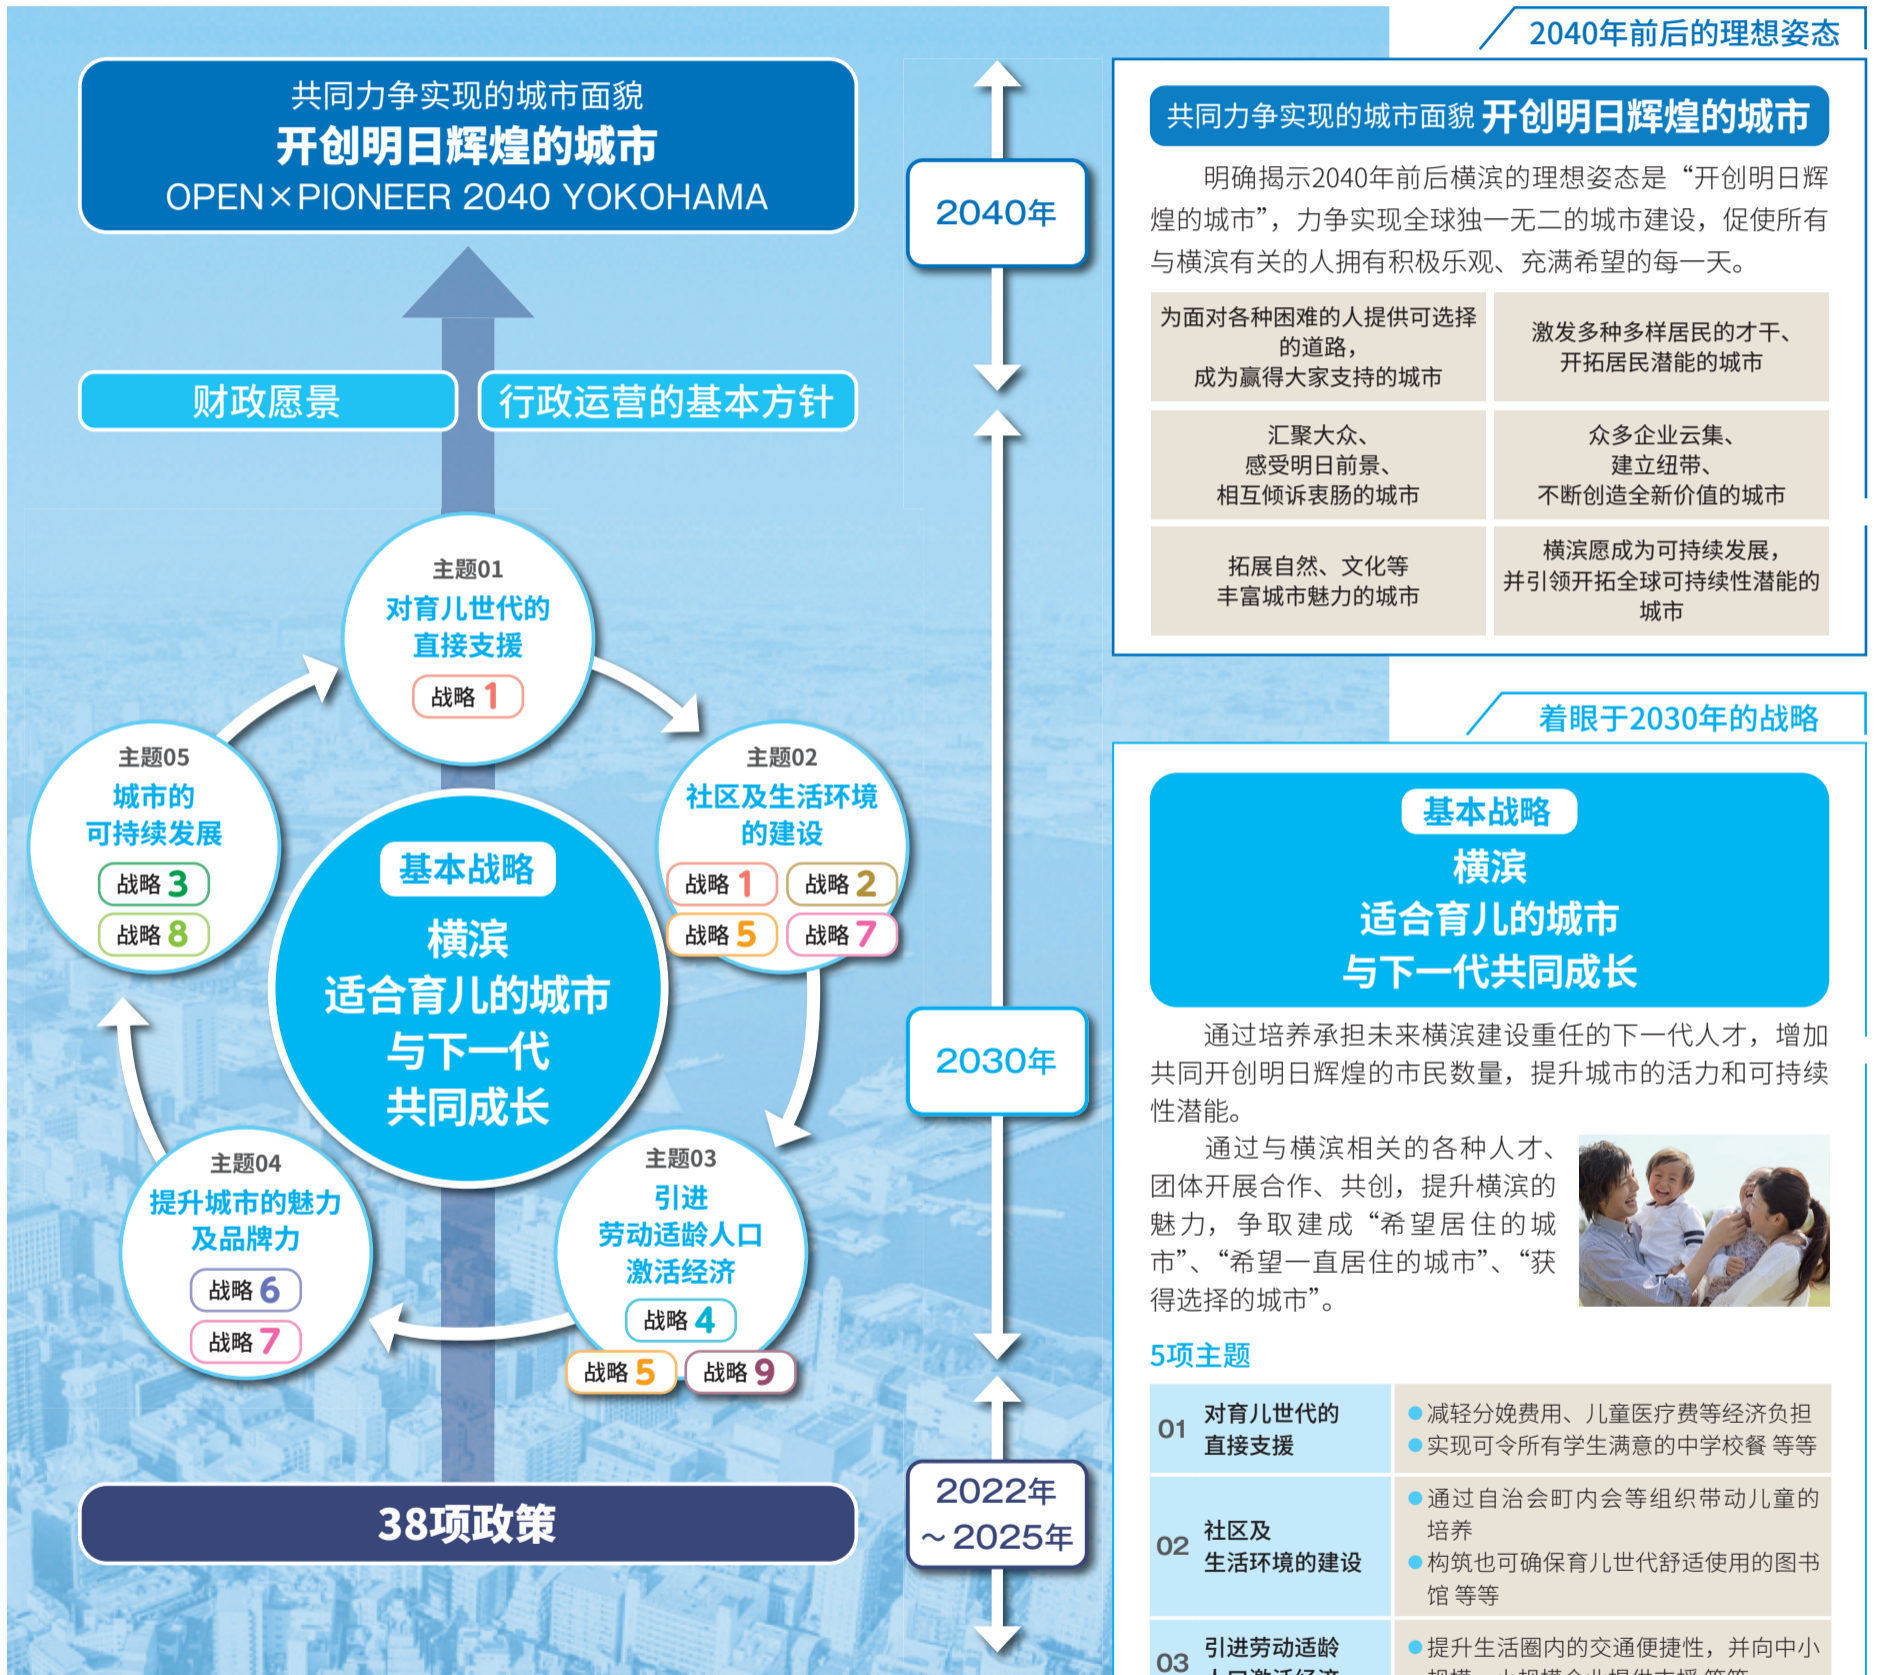 共同力争实现的城市面貌
开创明日辉煌的城市
OPEN×PIONEER 2040 YOKOHAMA
财政愿景
行政运营的基本方针
主题01
对育儿世代的
直接支援
战略 1
主题02
社区及生活环境
的建设
战略 1 战略 2
战略 5 战略 7
主题03
引进
劳动适龄人口
激活经济
战略 4
战略 5 战略 9
主题04
提升城市的魅力
及品牌力
战略 6
战略 7
主题05
城市的
可持续发展
战略 3
战略 8
基本战略
横滨
适合育儿的城市
与下一代
共同成长
38项政策
2040年
2030年
2022年
～2025年
2040年前后的理想姿态
共同力争实现的城市面貌 开创明日辉煌的城市
明确揭示2040年前后横滨的理想姿态是“开创明日辉
煌的城市”，力争实现全球独一无二的城市建设，促使所有
与横滨有关的人拥有积极乐观、充满希望的每一天。
为面对各种困难的人提供可选择
的道路，
成为赢得大家支持的城市
激发多种多样居民的才干、
开拓居民潜能的城市
汇聚大众、
感受明日前景、
相互倾诉衷肠的城市
众多企业云集、
建立纽带、
不断创造全新价值的城市
拓展自然、文化等
丰富城市魅力的城市
横滨愿成为可持续发展，
并引领开拓全球可持续性潜能的
城市
着眼于2030年的战略
基本战略
横滨
适合育儿的城市
与下一代共同成长
通过培养承担未来横滨建设重任的下一代人才，增加
共同开创明日辉煌的市民数量，提升城市的活力和可持续
性潜能。
通过与横滨相关的各种人才、
团体开展合作、共创，提升横滨的
魅力，争取建成“希望居住的城
市”、“希望一直居住的城市”、“获
得选择的城市”。
5项主题
01
对育儿世代的
直接支援
●减轻分娩费用、儿童医疗费等经济负担
●实现可令所有学生满意的中学校餐 等等
02
社区及
生活环境的建设
●通过自治会町内会等组织带动儿童的
培养
●构筑也可确保育儿世代舒适使用的图书
馆 等等
03
引进劳动适龄
●提升生活圈内的交通便捷性，并向中小